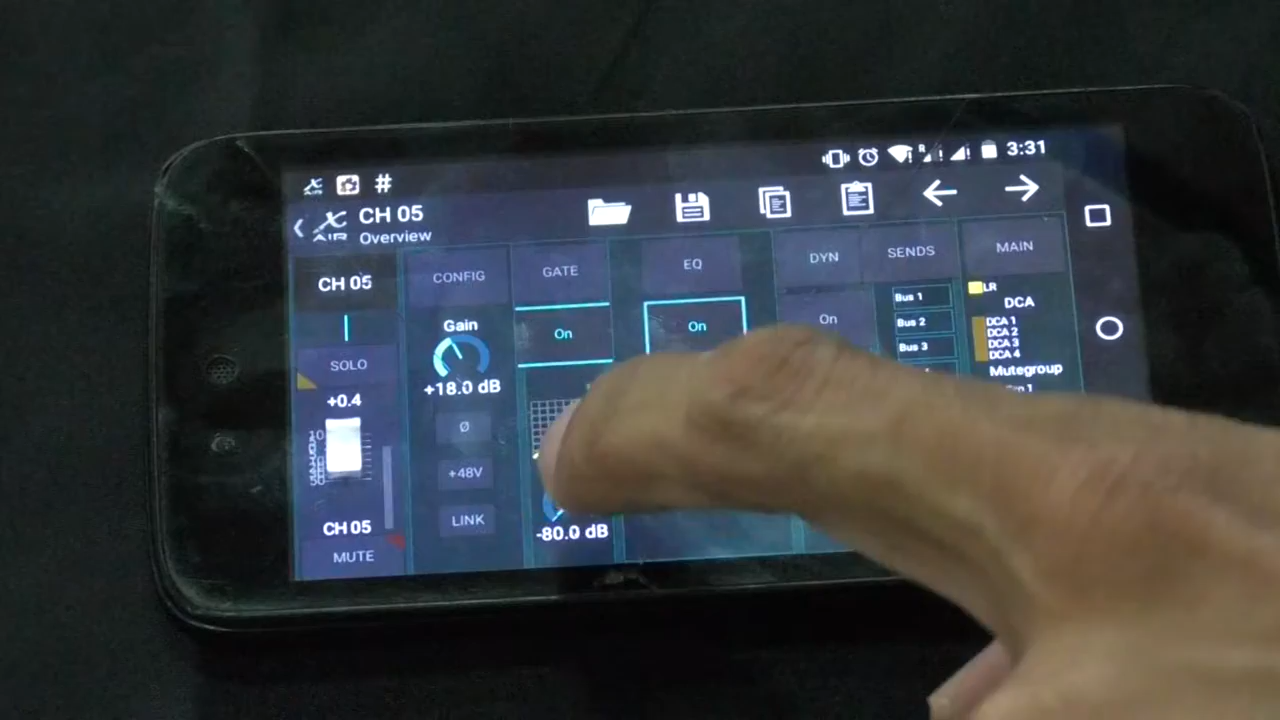 # 3:31
CH 05
AIR Overview
CH 05 CONFIG GATE EQ DYN SENDS MAIN
SOLO
+0.4
CH 05
MUTE
Gain
+18.0 dB
Ø
+48V
LINK
On
-80.0 dB
On
On
Bus 1
Bus 2
Bus 3
LR
DCA
DCA 1
DCA 2
DCA 3
DCA 4
Mutegroup